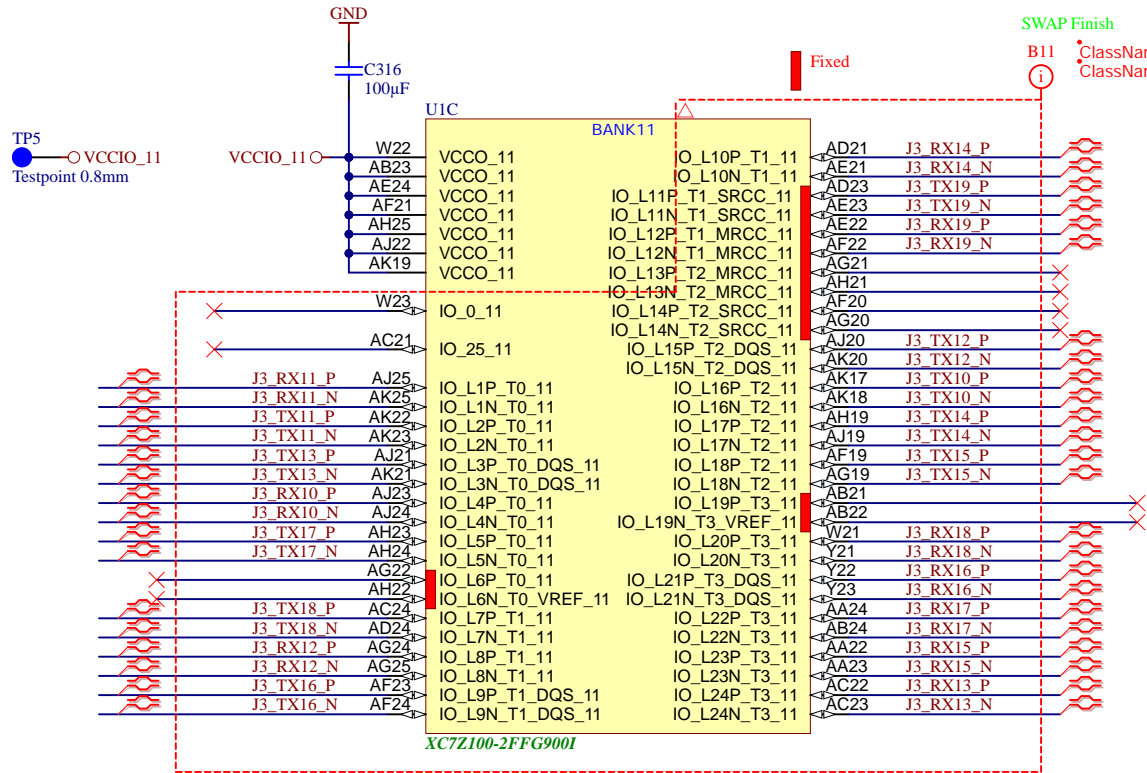 GND
SWAP Finish
B11
i
ClassNam
ClassNam
Fixed
C316
100µF
U1C
BANK11
TP5
VCCIO_11
Testpoint 0.8mm
VCCIO_11
W22 VCCO_11
AB23 VCCO_11
AE24 VCCO_11
AF21 VCCO_11
AH25 VCCO_11
AJ22 VCCO_11
AK19 VCCO_11
W23 IO_0_11
AC21 IO_25_11
J3_RX11_P AJ25 IO_L1P_T0_11
J3_RX11_N AK25 IO_L1N_T0_11
J3_TX11_P AK22 IO_L2P_T0_11
J3_TX11_N AK23 IO_L2N_T0_11
J3_TX13_P AJ21 IO_L3P_T0_DQS_11
J3_TX13_N AK21 IO_L3N_T0_DQS_11
J3_RX10_P AJ23 IO_L4P_T0_11
J3_RX10_N AJ24 IO_L4N_T0_11
J3_TX17_P AH23 IO_L5P_T0_11
J3_TX17_N AH24 IO_L5N_T0_11
AG22 IO_L6P_T0_11
AH22 IO_L6N_T0_VREF_11
J3_TX18_P AC24 IO_L7P_T1_11
J3_TX18_N AD24 IO_L7N_T1_11
J3_RX12_P AG24 IO_L8P_T1_11
J3_RX12_N AG25 IO_L8N_T1_11
J3_TX16_P AF23 IO_L9P_T1_DQS_11
J3_TX16_N AF24 IO_L9N_T1_DQS_11
IO_L10P_T1_11 AD21 J3_RX14_P
IO_L10N_T1_11 AE21 J3_RX14_N
IO_L11P_T1_SRCC_11 AD23 J3_TX19_P
IO_L11N_T1_SRCC_11 AE23 J3_TX19_N
IO_L12P_T1_MRCC_11 AE22 J3_RX19_P
IO_L12N_T1_MRCC_11 AF22 J3_RX19_N
IO_L13P_T2_MRCC_11 AG21
IO_L13N_T2_MRCC_11 AH21
IO_L14P_T2_SRCC_11 AF20
IO_L14N_T2_SRCC_11 AG20
IO_L15P_T2_DQS_11 AJ20 J3_TX12_P
IO_L15N_T2_DQS_11 AK20 J3_TX12_N
IO_L16P_T2_11 AK17 J3_TX10_P
IO_L16N_T2_11 AK18 J3_TX10_N
IO_L17P_T2_11 AH19 J3_TX14_P
IO_L17N_T2_11 AJ19 J3_TX14_N
IO_L18P_T2_11 AF19 J3_TX15_P
IO_L18N_T2_11 AG19 J3_TX15_N
IO_L19P_T3_11 AB21
IO_L19N_T3_VREF_11 AB22
IO_L20P_T3_11 W21 J3_RX18_P
IO_L20N_T3_11 Y21 J3_RX18_N
IO_L21P_T3_DQS_11 Y22 J3_RX16_P
IO_L21N_T3_DQS_11 Y23 J3_RX16_N
IO_L22P_T3_11 AA24 J3_RX17_P
IO_L22N_T3_11 AB24 J3_RX17_N
IO_L23P_T3_11 AA22 J3_RX15_P
IO_L23N_T3_11 AA23 J3_RX15_N
IO_L24P_T3_11 AC22 J3_RX13_P
IO_L24N_T3_11 AC23 J3_RX13_N
XC7Z100-2FFG900I